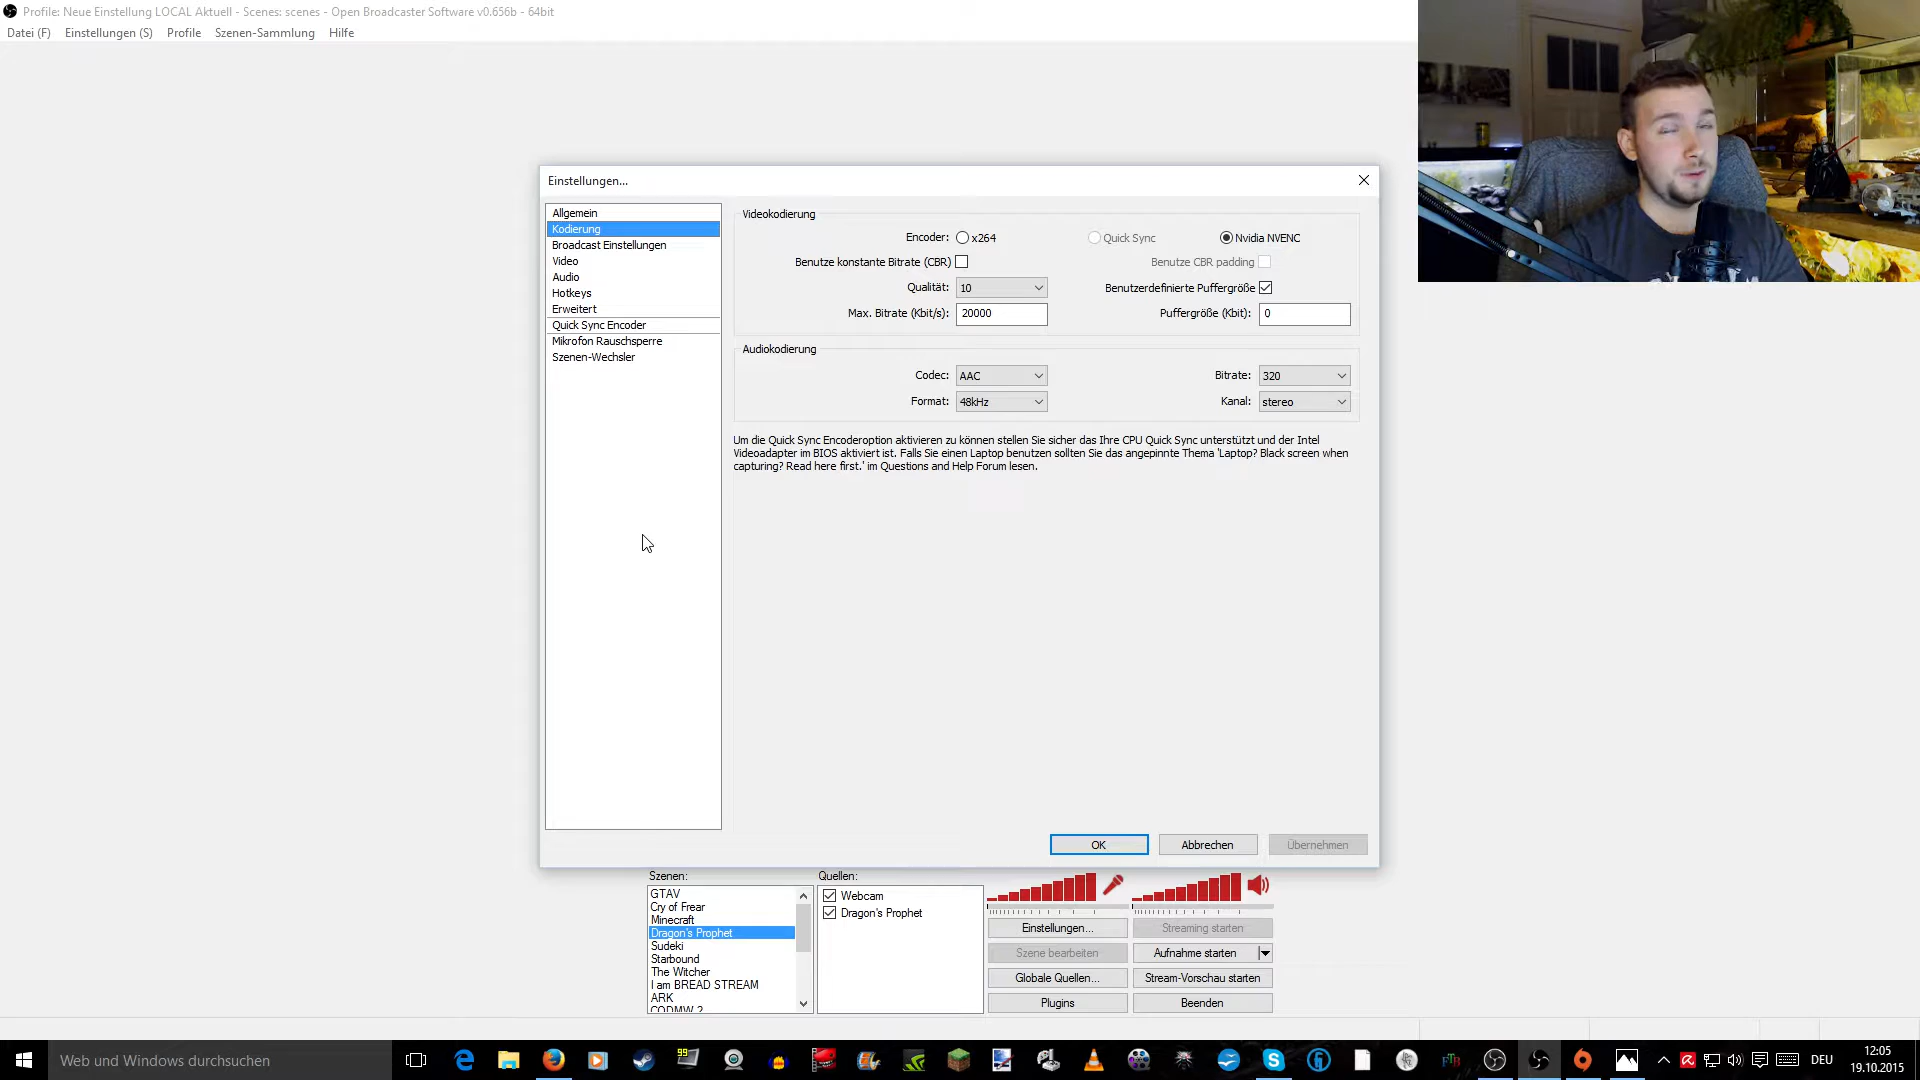 Profile: Neue Einstellung LOCAL Aktuell - Scenes: scenes - Open Broadcaster Software v0.656b - 64bit
Datei (F) Einstellungen (S) Profile Szenen-Sammlung Hilfe
Einstellungen...
Allgemein
Kodierung
Broadcast Einstellungen
Video
Audio
Hotkeys
Erweitert
Quick Sync Encoder
Mikrofon Rauschsperre
Szenen-Wechsler
Videokodierung
Encoder: x264 Quick Sync Nvidia NVENC
Benutze konstante Bitrate (CBR) Benutze CBR padding
Qualität: 10 Benutzerdefinierte Puffergröße
Max. Bitrate (Kbit/s): 20000 Puffergröße (Kbit): 0
Audiokodierung
Codec: AAC Bitrate: 320
Format: 48kHz Kanal: stereo
Um die Quick Sync Encoderoption aktivieren zu können stellen Sie sicher das Ihre CPU Quick Sync unterstützt und der Intel
Videoadapter im BIOS aktiviert ist. Falls Sie einen Laptop benutzen sollten Sie das angepinnte Thema 'Laptop? Black screen when
capturing? Read here first.' im Questions and Help Forum lesen.
OK Abbrechen Übernehmen
Szenen:
GTAV
Cry of Frear
Minecraft
Dragon's Prophet
Sudeki
Starbound
The Witcher
I am BREAD STREAM
ARK
CODMW 2
Quellen:
Webcam
Dragon's Prophet
Einstellungen... Streaming starten
Szene bearbeiten Aufnahme starten
Globale Quellen... Stream-Vorschau starten
Plugins Beenden
Web und Windows durchsuchen
99
FTB
DEU
12:05
19.10.2015